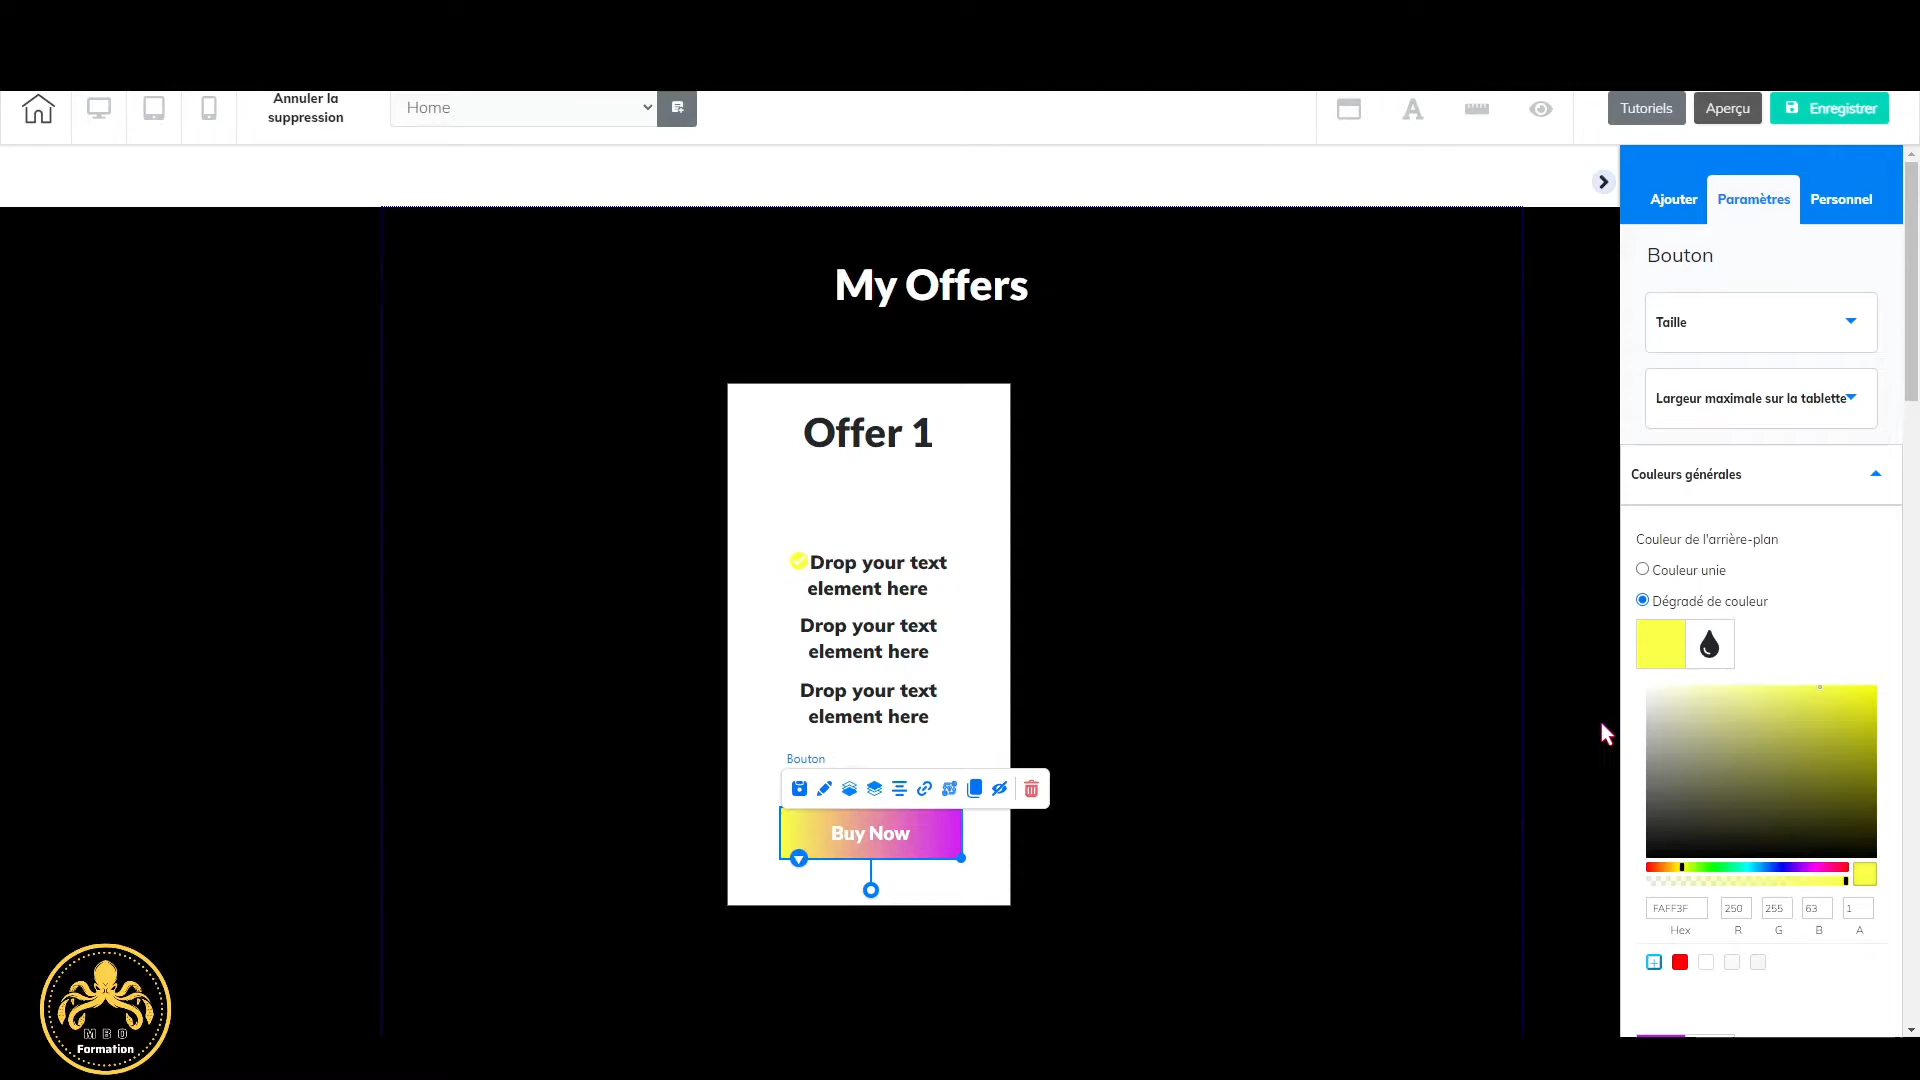 Annuler la
suppression
Home
Tutoriels
Aperçu
Enregistrer
Ajouter
Paramètres
Personnel
Bouton
Taille
Largeur maximale sur la tablette
Couleurs générales
Couleur de l'arrière-plan
Couleur unie
Dégradé de couleur
FAFF3F
250
255
63
1
Hex
R
G
B
A
My Offers
Offer 1
Drop your text
element here
Drop your text
element here
Drop your text
element here
Bouton
Buy Now
M B O
Formation